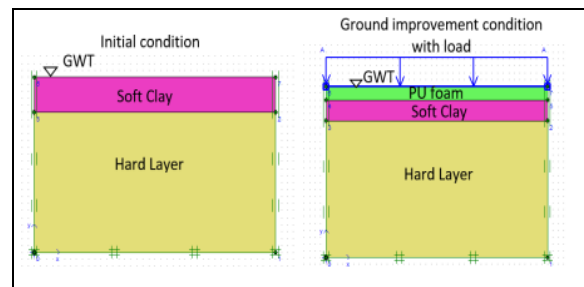 Initial condition
GWT
Soft Clay
Hard Layer
Ground improvement condition
with load
A A
GWT
PU foam
Soft Clay
Hard Layer